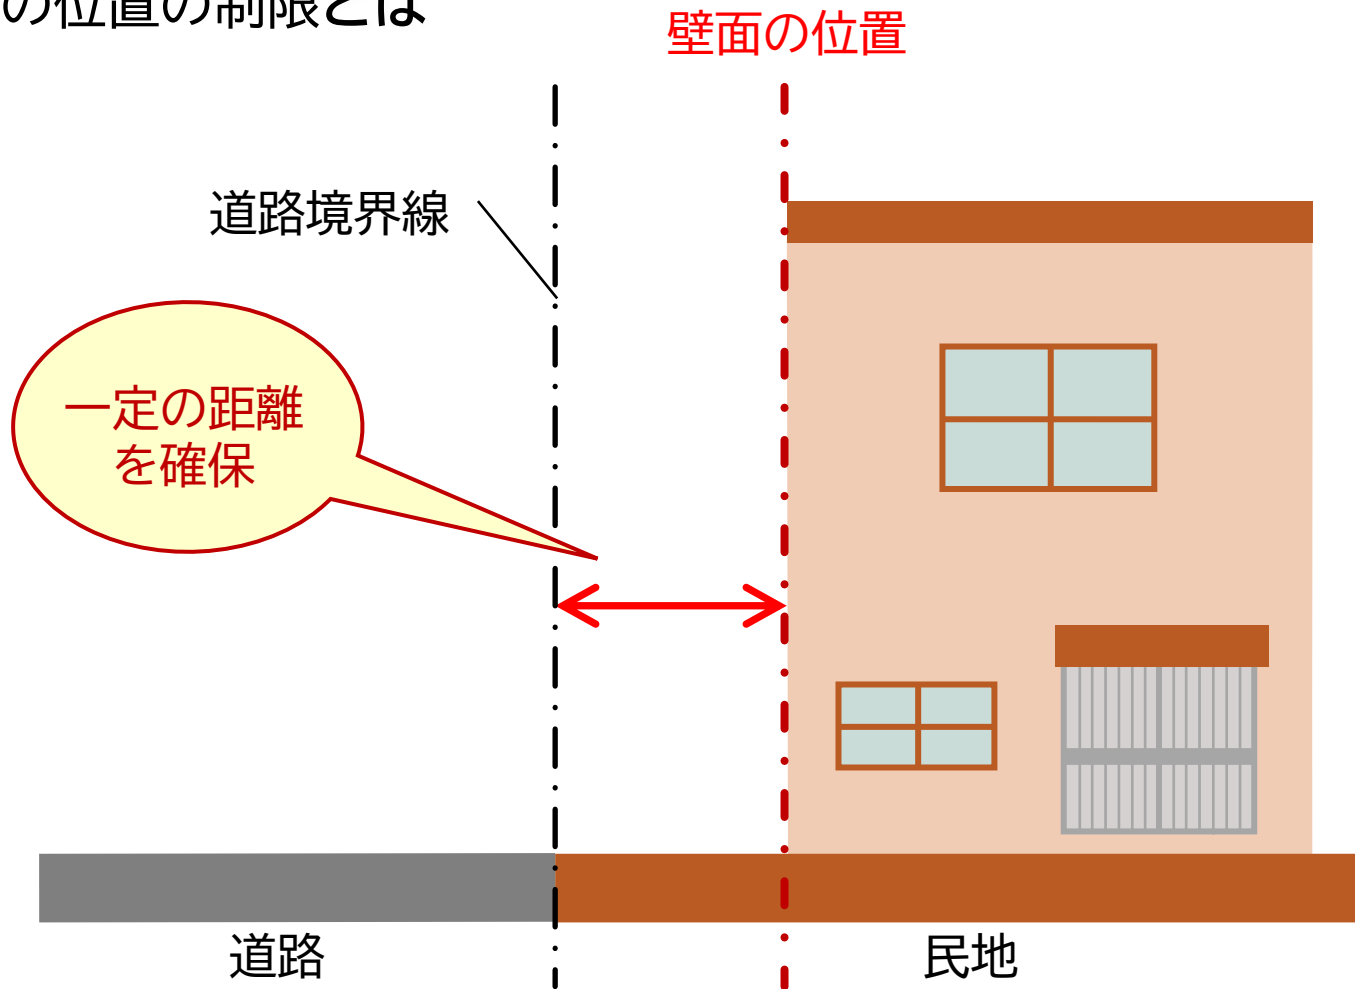 の位置の制限とは
壁面の位置
道路境界線
一定の距離
を確保
道路
民地